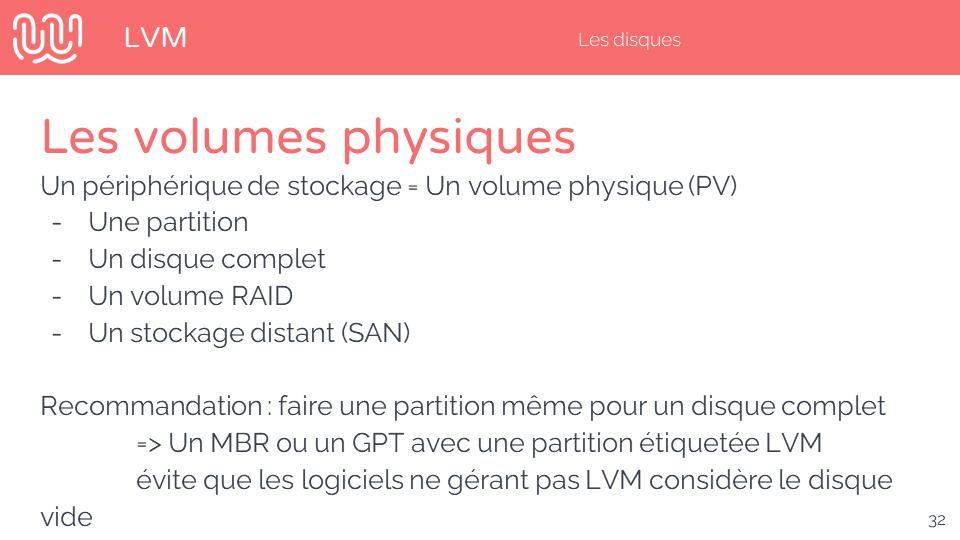 LVM
Les disques
Les volumes physiques
Un périphérique de stockage = Un volume physique (PV)
- Une partition
- Un disque complet
- Un volume RAID
- Un stockage distant (SAN)
Recommandation : faire une partition même pour un disque complet
=> Un MBR ou un GPT avec une partition étiquetée LVM
évite que les logiciels ne gérant pas LVM considère le disque
vide
32